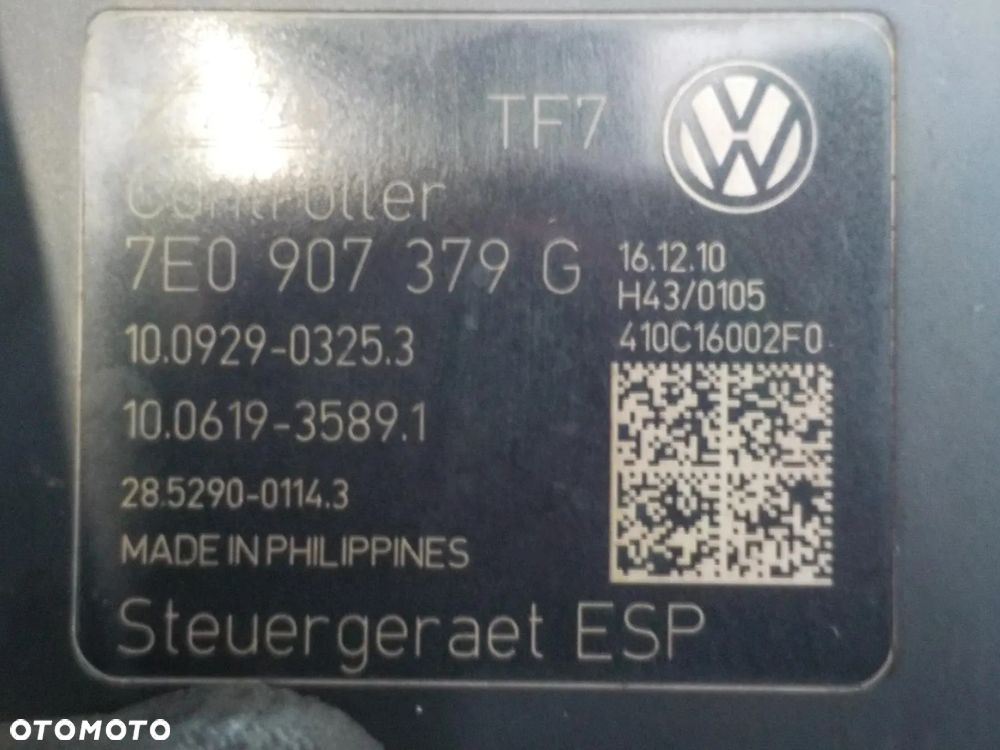 TF7
Controller
7E0 907 379 G
16.12.10
H43/0105
410C16002F0
10.0929-0325.3
10.0619-3589.1
28.5290-0114.3
MADE IN PHILIPPINES
Steuergeraet ESP
OTOMOTO